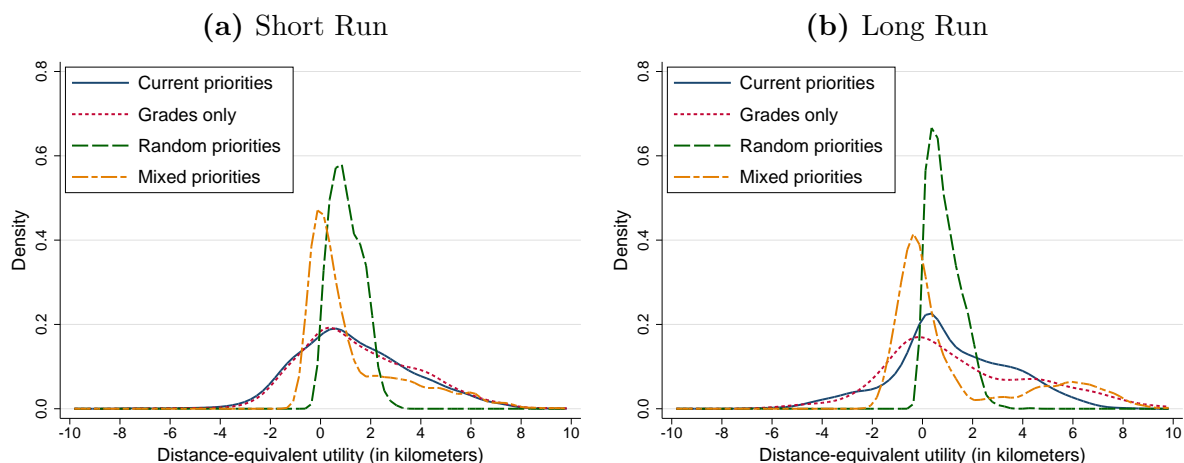 (a) Short Run
0.8
0.6
0.4
0.2
0.0
Density
Current priorities
Grades only
Random priorities
Mixed priorities
-10 -8 -6 -4 -2 0 2 4 6 8 10
Distance-equivalent utility (in kilometers)
(b) Long Run
0.8
0.6
0.4
0.2
0.0
Density
Current priorities
Grades only
Random priorities
Mixed priorities
-10 -8 -6 -4 -2 0 2 4 6 8 10
Distance-equivalent utility (in kilometers)